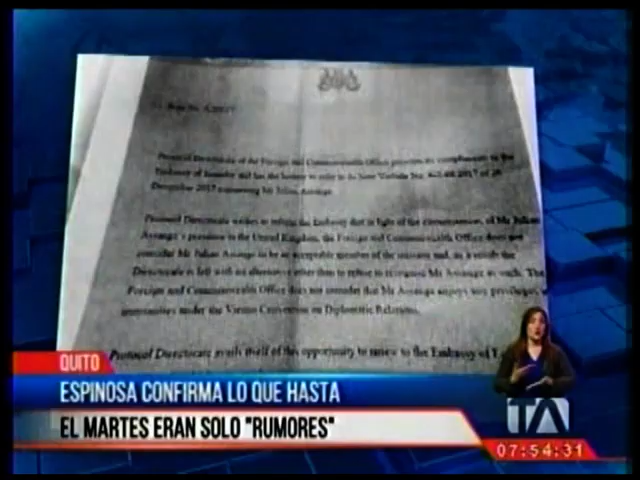 Protocol Directorate of the Foreign and Commonwealth Office presents its compliments to the
Embassy of Ecuador and has the honour to refer to its Note Verbale No. 2017 of
December 2017 concerning Mr Julian Assange.
Protocol Directorate wishes to inform the Embassy that in light of the circumstances of Mr Julian
Assange's presence in the United Kingdom, the Foreign and Commonwealth Office does not
consider Mr Julian Assange to be an acceptable member of the mission and, as a result the
Directorate is left with no alternative other than to refuse to recognise Mr Assange as such. The
Foreign and Commonwealth Office does not consider that Mr Assange enjoys any privileges
immunities under the Vienna Convention on Diplomatic Relations.
Protocol Directorate avails itself of this opportunity to renew to the Embassy of
QUITO
ESPINOSA CONFIRMA LO QUE HASTA
EL MARTES ERAN SOLO "RUMORES"
TA
07:54:31